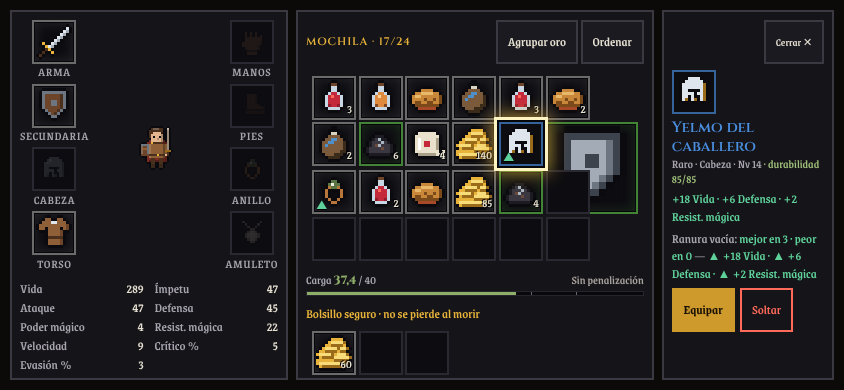 ARMA
MANOS
SECUNDARIA
PIES
CABEZA
ANILLO
TORSO
AMULETO
Vida 289 Ímpetu 47
Ataque 47 Defensa 45
Poder mágico 4 Resist. mágica 22
Velocidad 9 Crítico % 5
Evasión % 3
MOCHILA · 17/24
Agrupar oro
Ordenar
3
3
2
2
6
4
140
2
85
4
Carga 37,4 / 40
Sin penalización
Bolsillo seguro · no se pierde al morir
60
Cerrar ✕
YELMO DEL
CABALLERO
Raro · Cabeza · Nv 14 · durabilidad
85/85
+18 Vida · +6 Defensa · +2
Resist. mágica
Ranura vacía: mejor en 3 · peor
en 0 — ▲ +18 Vida · ▲ +6
Defensa · ▲ +2 Resist. mágica
Equipar
Soltar